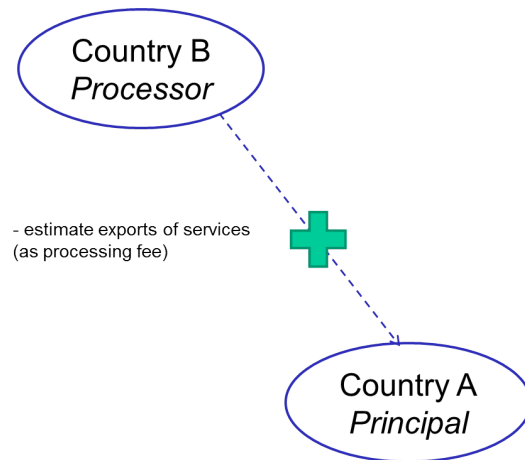 Country B
Processor
- estimate exports of services
(as processing fee)
Country A
Principal